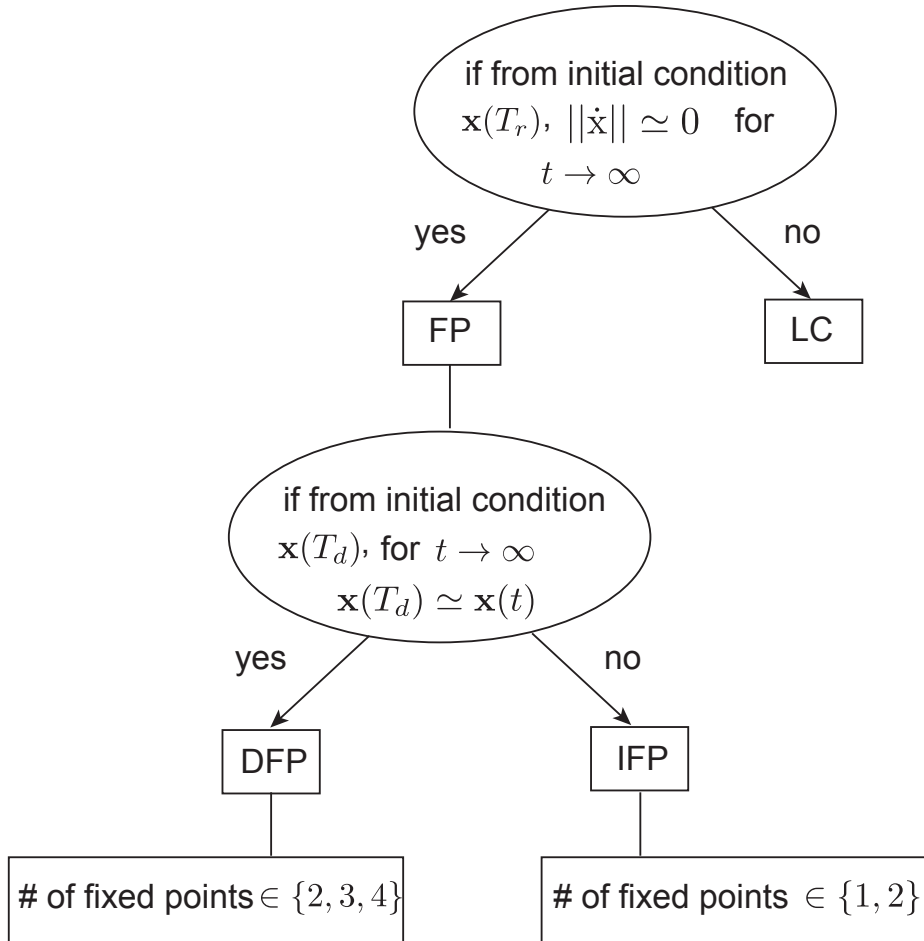 if from initial condition
𝐱(T_r), ||ẋ|| ≃ 0 for
t → ∞
yes
no
FP
LC
if from initial condition
𝐱(T_d), for t → ∞
𝐱(T_d) ≃ 𝐱(t)
yes
no
DFP
IFP
# of fixed points ∈ {2, 3, 4}
# of fixed points ∈ {1, 2}